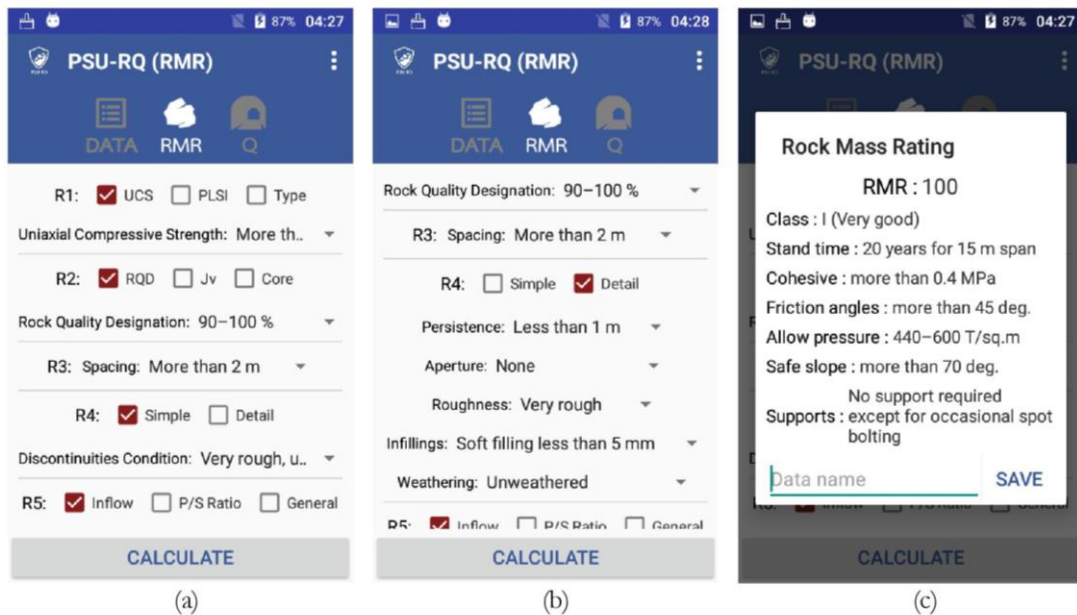 87% 04:27
PSU-RQ (RMR)
DATA RMR Q
R1: UCS PLSI Type
Uniaxial Compressive Strength: More th..
R2: RQD Jv Core
Rock Quality Designation: 90–100 %
R3: Spacing: More than 2 m
R4: Simple Detail
Discontinuities Condition: Very rough, u..
R5: Inflow P/S Ratio General
CALCULATE
(a)
87% 04:28
PSU-RQ (RMR)
DATA RMR Q
Rock Quality Designation: 90–100 %
R3: Spacing: More than 2 m
R4: Simple Detail
Persistence: Less than 1 m
Aperture: None
Roughness: Very rough
Infillings: Soft filling less than 5 mm
Weathering: Unweathered
R5: Inflow P/S Ratio General
CALCULATE
(b)
87% 04:27
PSU-RQ (RMR)
Rock Mass Rating
RMR : 100
Class : I (Very good)
Stand time : 20 years for 15 m span
Cohesive : more than 0.4 MPa
Friction angles : more than 45 deg.
Allow pressure : 440–600 T/sq.m
Safe slope : more than 70 deg.
No support required
Supports : except for occasional spot
bolting
Data name SAVE
CALCULATE
(c)